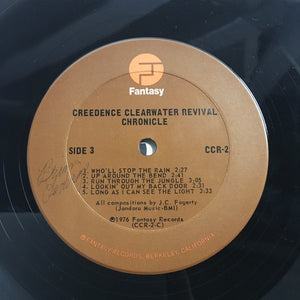 Fantasy
CREEDENCE CLEARWATER REVIVAL
CHRONICLE
SIDE 3
CCR-2
1. WHO'LL STOP THE RAIN 2:27
2. UP AROUND THE BEND 2:41
3. RUN THROUGH THE JUNGLE 3:05
4. LOOKIN' OUT MY BACK DOOR
5. LONG AS I CAN SEE THE LIGHT 3:33
All compositions by J.C. Fogerty
(Jondora Music-BMI)
℗1976 Fantasy Records
(CCR-2-C)
FANTASY RECORDS, BERKELEY, CALIFORNIA